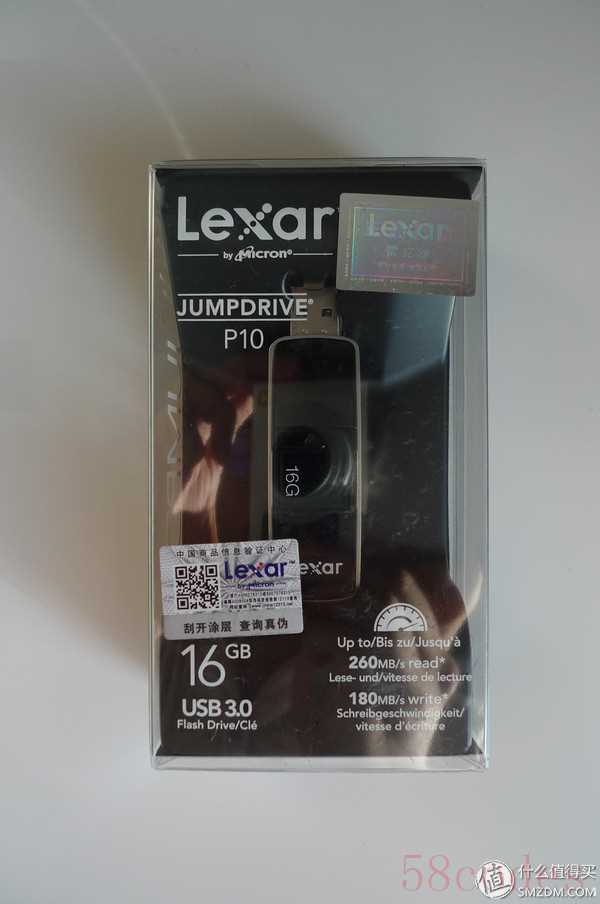 Lexar
by Micron®
JUMPDRIVE®
P10
Lexar
16G
Lexar
中国商品信息验证中心
Lexar™
by Micron
刮开涂层 查询真伪
16GB
USB 3.0
Flash Drive/Clé
Up to/Bis zu/Jusqu'à
260MB/s read*
Lese- und/vitesse de lecture
180MB/s write*
Schreibgeschwindigkeit/
vitesse d'écriture
值 什么值得买
SMZDM.COM